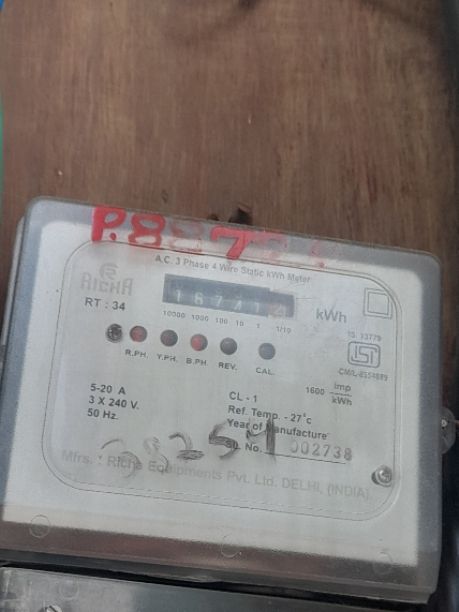 A.C. 3 Phase 4 Wire Static kWh Meter
RICHA
kWh
RT : 34
10000 1000 100 10 1 1/10
IS. 13779
ISI
R.PH. Y.PH. B.PH. REV. CAL.
5-20 A
3 X 240 V.
50 Hz.
CL - 1
1600 imp
kWh
Ref. Temp. - 27°c
Year of Manufacture
Sl. No. 002738
Mfrs. : Richa Equipments Pvt. Ltd. DELHI, (INDIA)